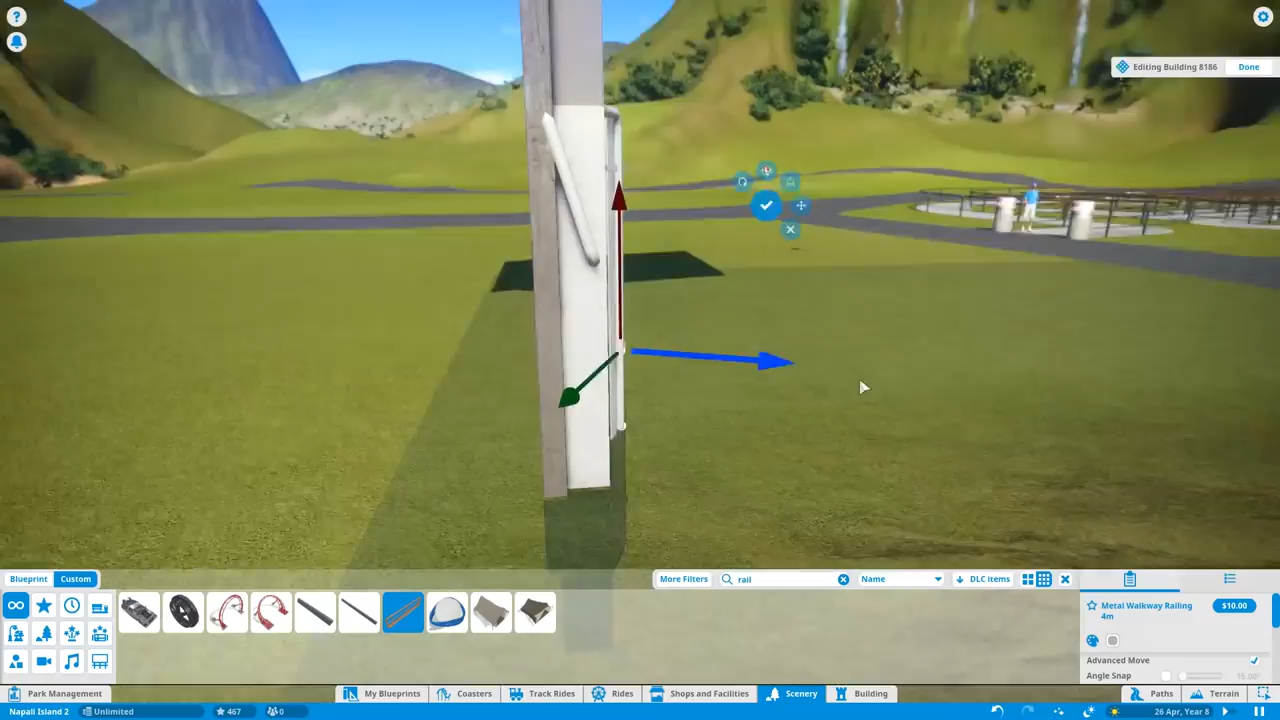 ?
Editing Building 8186 Done
Blueprint Custom
More Filters rail Name DLC items
Metal Walkway Railing 4m $10.00
Advanced Move
Angle Snap 15.00°
Park Management My Blueprints Coasters Track Rides Rides Shops and Facilities Scenery Building Paths Terrain
Napali Island 2 Unlimited 467 0 26 Apr, Year 8